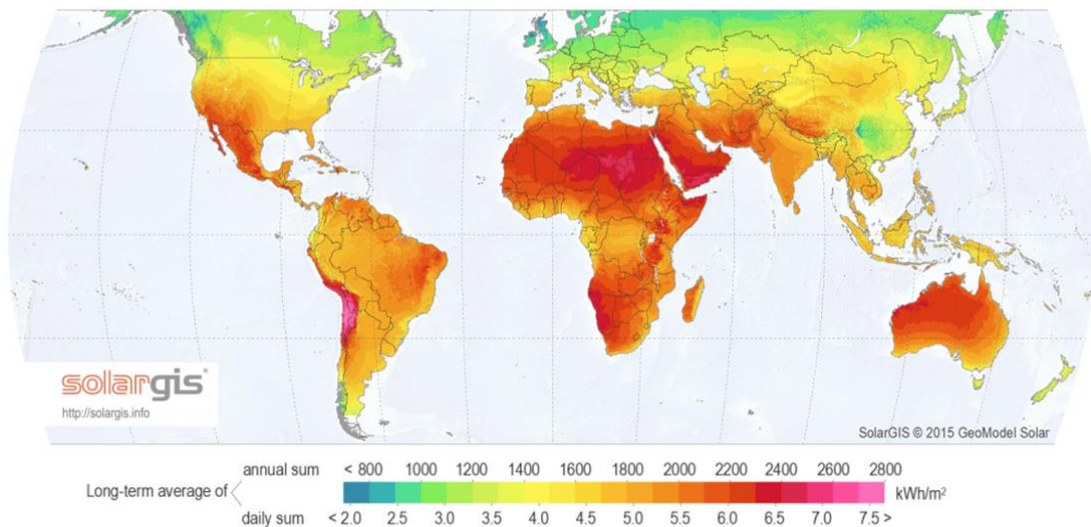 solargis®
http://solargis.info
SolarGIS © 2015 GeoModel Solar
annual sum < 800 1000 1200 1400 1600 1800 2000 2200 2400 2600 2800
Long-term average of kWh/m²
daily sum < 2.0 2.5 3.0 3.5 4.0 4.5 5.0 5.5 6.0 6.5 7.0 7.5 >